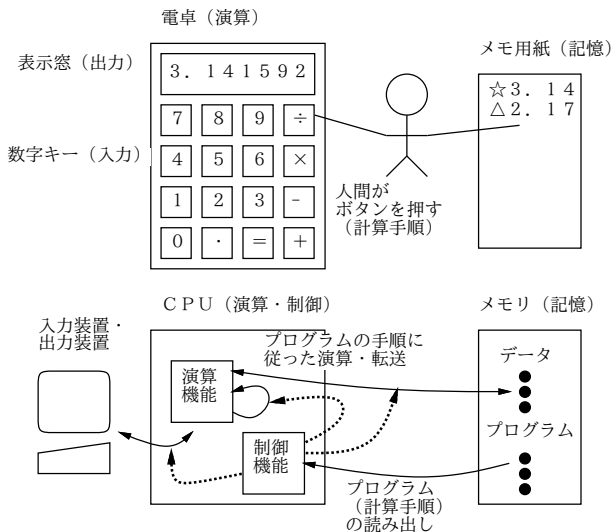 電卓（演算）
表示窓（出力）
３．１４１５９２
メモ用紙（記憶）
☆３．１４
△２．１７
７ ８ ９ ÷
数字キー（入力）
４ ５ ６ ×
１ ２ ３ −
０ ・ ＝ ＋
人間が
ボタンを押す
（計算手順）
ＣＰＵ（演算・制御）
メモリ（記憶）
入力装置・
出力装置
プログラムの手順に
従った演算・転送
演算
機能
データ
プログラム
制御
機能
プログラム
（計算手順）
の読み出し